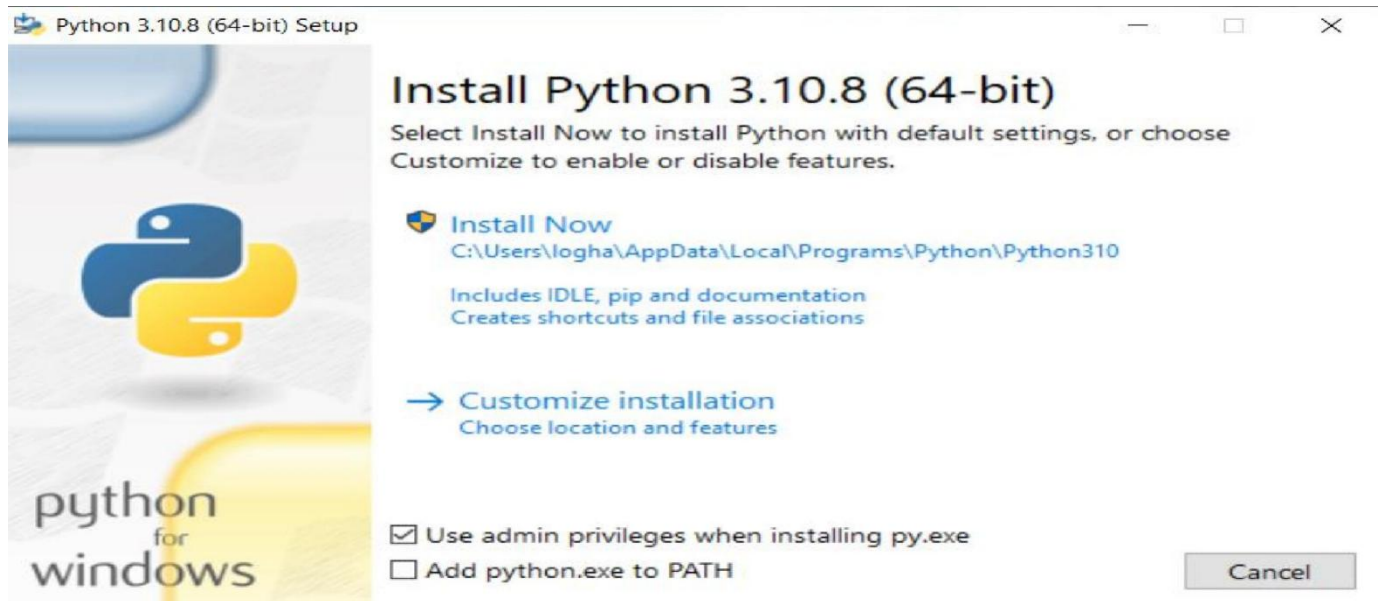 Python 3.10.8 (64-bit) Setup
Install Python 3.10.8 (64-bit)
Select Install Now to install Python with default settings, or choose
Customize to enable or disable features.
Install Now
C:\Users\logha\AppData\Local\Programs\Python\Python310
Includes IDLE, pip and documentation
Creates shortcuts and file associations
Customize installation
Choose location and features
python
for
windows
Use admin privileges when installing py.exe
Add python.exe to PATH
Cancel